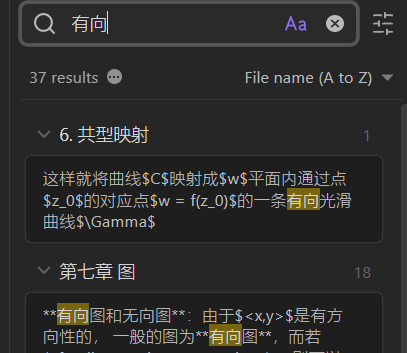 有向
Aa
37 results
File name (A to Z)
6. 共型映射
1
这样就将曲线$C$映射成$w$平面内通过点
$z_0$的对应点$w = f(z_0)$的一条有向光滑
曲线$\Gamma$
第七章 图
18
**有向图和无向图**：由于$<x,y>$是有方
向性的， 一般的图为**有向图**，而若